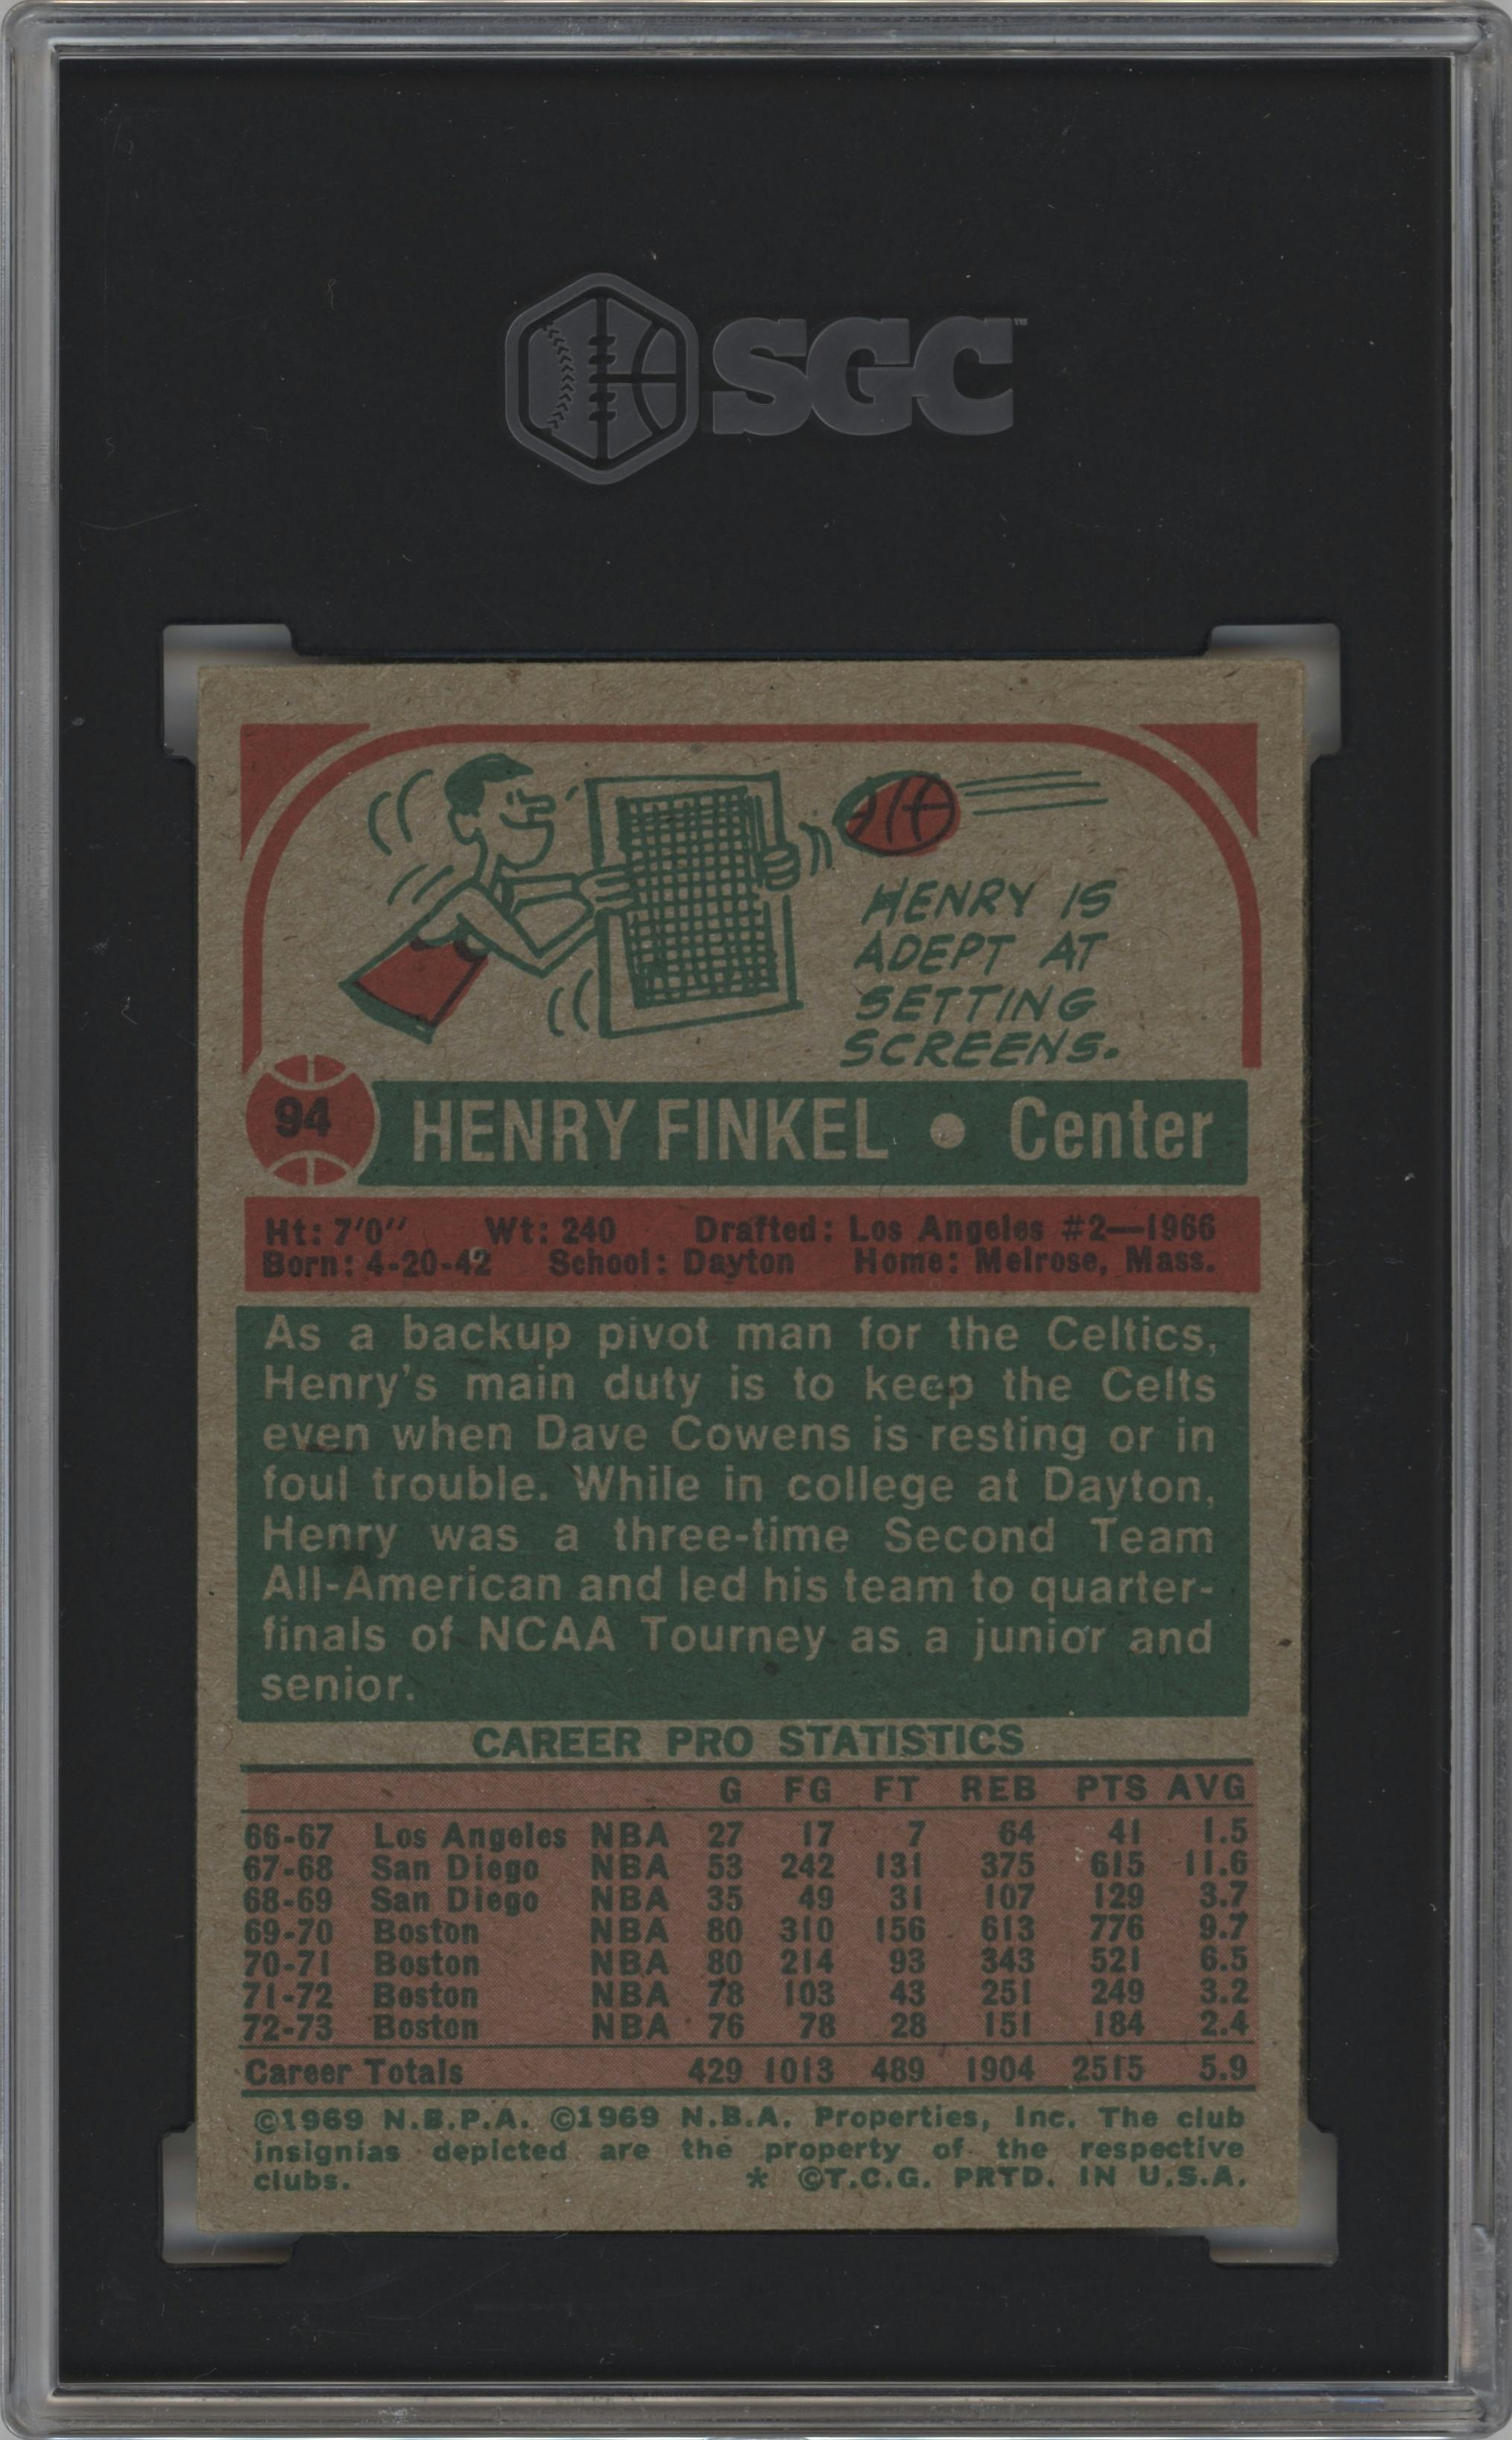 SGC™
HENRY IS
ADEPT AT
SETTING
SCREENS.
94 HENRY FINKEL • Center
Ht: 7'0" Wt: 240 Drafted: Los Angeles #2—1966
Born: 4-20-42 School: Dayton Home: Melrose, Mass.
As a backup pivot man for the Celtics,
Henry's main duty is to keep the Celts
even when Dave Cowens is resting or in
foul trouble. While in college at Dayton,
Henry was a three-time Second Team
All-American and led his team to quarter-
finals of NCAA Tourney as a junior and
senior.
CAREER PRO STATISTICS
G FG FT REB PTS AVG
66-67 Los Angeles NBA 27 17 7 64 41 1.5
67-68 San Diego NBA 53 242 131 375 615 11.6
68-69 San Diego NBA 35 49 31 107 129 3.7
69-70 Boston NBA 80 310 156 613 776 9.7
70-71 Boston NBA 80 214 93 343 521 6.5
71-72 Boston NBA 78 103 43 251 249 3.2
72-73 Boston NBA 76 78 28 151 184 2.4
Career Totals 429 1013 489 1904 2515 5.9
©1969 N.B.P.A. ©1969 N.B.A. Properties, Inc. The club
insignias depicted are the property of the respective
clubs. * ©T.C.G. PRTD. IN U.S.A.